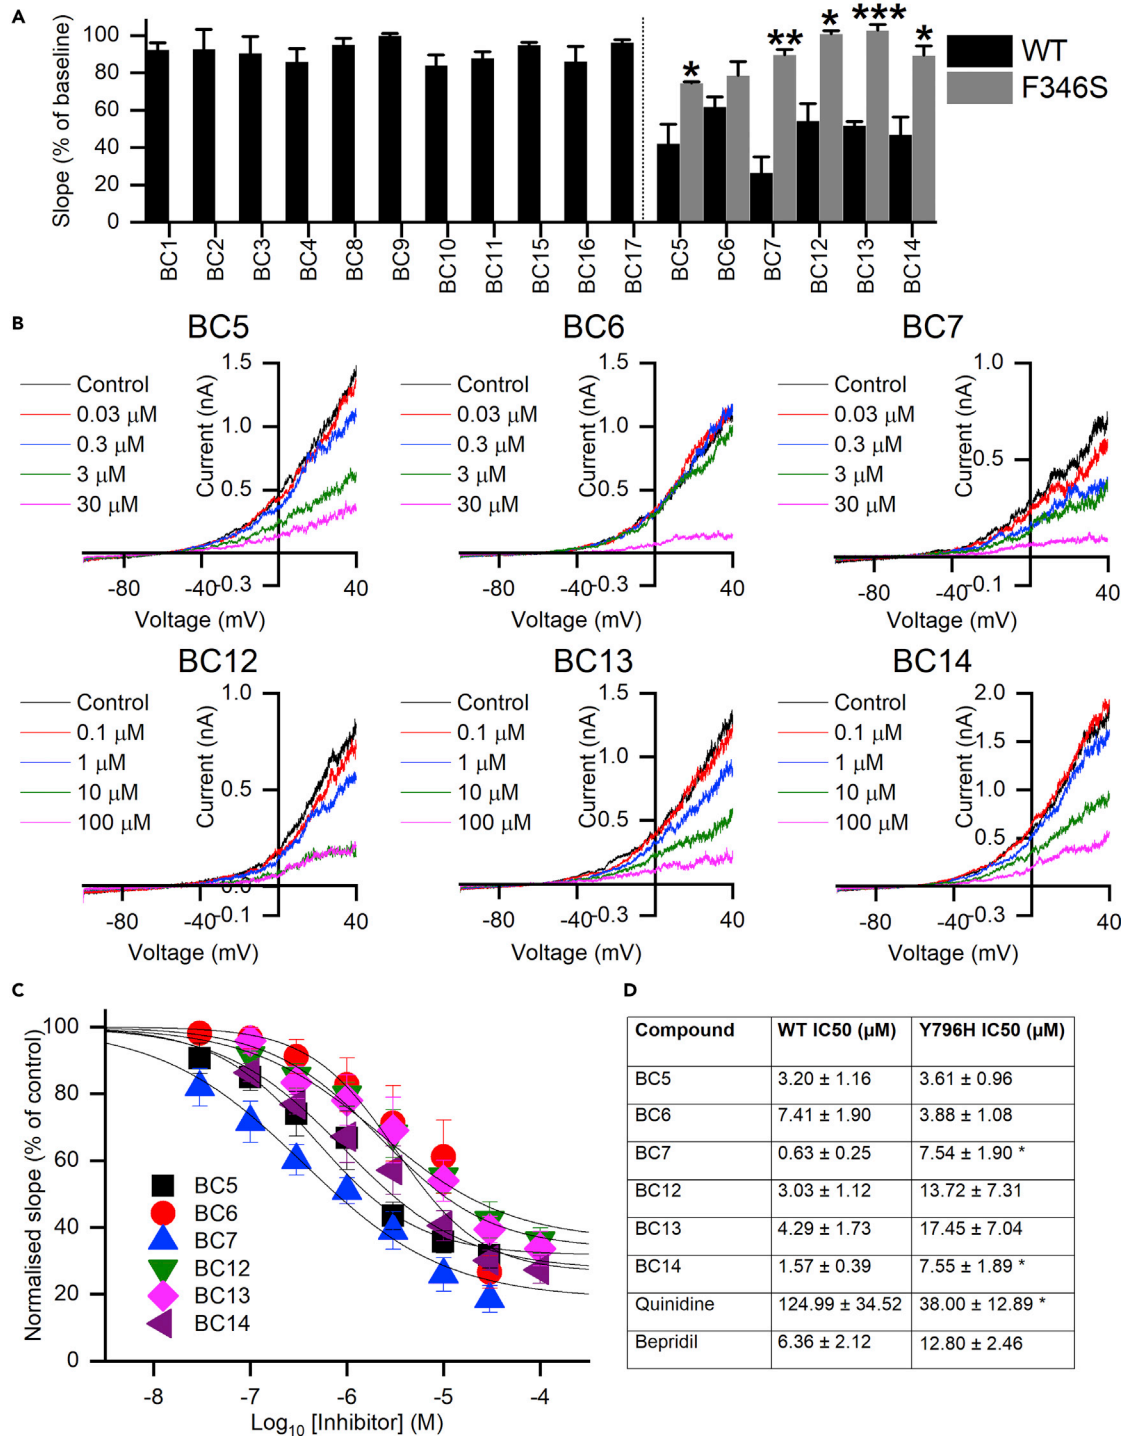 A
Slope (% of baseline)
100
80
60
40
20
0
* ** * *** *
WT
F346S
BC1 BC2 BC3 BC4 BC8 BC9 BC10 BC11 BC15 BC16 BC17 BC5 BC6 BC7 BC12 BC13 BC14
B
BC5
Control
0.03 µM
0.3 µM
3 µM
30 µM
Current (nA)
1.5
1.0
0.5
-0.3
-80 -40 40
Voltage (mV)
BC6
Control
0.03 µM
0.3 µM
3 µM
30 µM
Current (nA)
1.5
1.0
0.5
-0.3
-80 -40 40
Voltage (mV)
BC7
Control
0.03 µM
0.3 µM
3 µM
30 µM
Current (nA)
1.0
0.5
-0.1
-80 -40 40
Voltage (mV)
BC12
Control
0.1 µM
1 µM
10 µM
100 µM
Current (nA)
1.0
0.5
0.0
-0.1
-80 -40 40
Voltage (mV)
BC13
Control
0.1 µM
1 µM
10 µM
100 µM
Current (nA)
1.5
1.0
0.5
-0.3
-80 -40 40
Voltage (mV)
BC14
Control
0.1 µM
1 µM
10 µM
100 µM
Current (nA)
2.0
1.5
1.0
0.5
-0.3
-80 -40 40
Voltage (mV)
C
Normalised slope (% of control)
100
80
60
40
20
0
BC5
BC6
BC7
BC12
BC13
BC14
-8 -7 -6 -5 -4
Log10 [Inhibitor] (M)
D
Compound WT IC50 (µM) Y796H IC50 (µM)
BC5 3.20 ± 1.16 3.61 ± 0.96
BC6 7.41 ± 1.90 3.88 ± 1.08
BC7 0.63 ± 0.25 7.54 ± 1.90 *
BC12 3.03 ± 1.12 13.72 ± 7.31
BC13 4.29 ± 1.73 17.45 ± 7.04
BC14 1.57 ± 0.39 7.55 ± 1.89 *
Quinidine 124.99 ± 34.52 38.00 ± 12.89 *
Bepridil 6.36 ± 2.12 12.80 ± 2.46